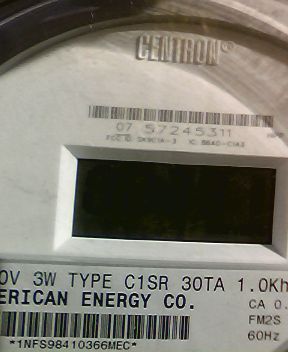 CENTRON®
07 57245311
0V 3W TYPE C1SR 30TA 1.0Kh
ERICAN ENERGY CO.
CA 0.
FM2S
60Hz
*1NFS98410366MEC*